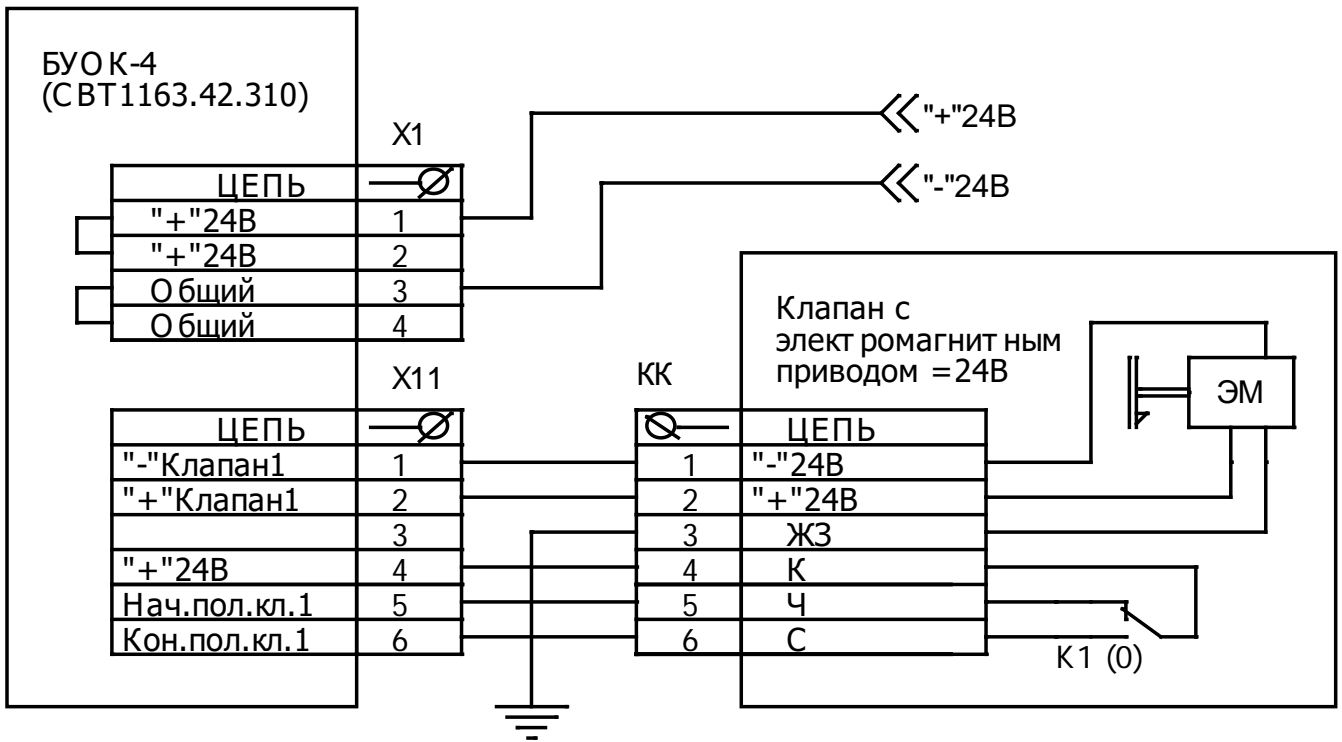 БУОК-4
(СВТ1163.42.310)
X1
ЦЕПЬ
"+"24В 1
"+"24В 2
Общий 3
Общий 4
"+"24В
"-"24В
X11
ЦЕПЬ
"-"Клапан1 1
"+"Клапан1 2
3
"+"24В 4
Нач.пол.кл.1 5
Кон.пол.кл.1 6
КК
ЦЕПЬ
1 "-"24В
2 "+"24В
3 ЖЗ
4 К
5 Ч
6 С
Клапан с
электромагнитным
приводом =24В
ЭМ
К1 (0)